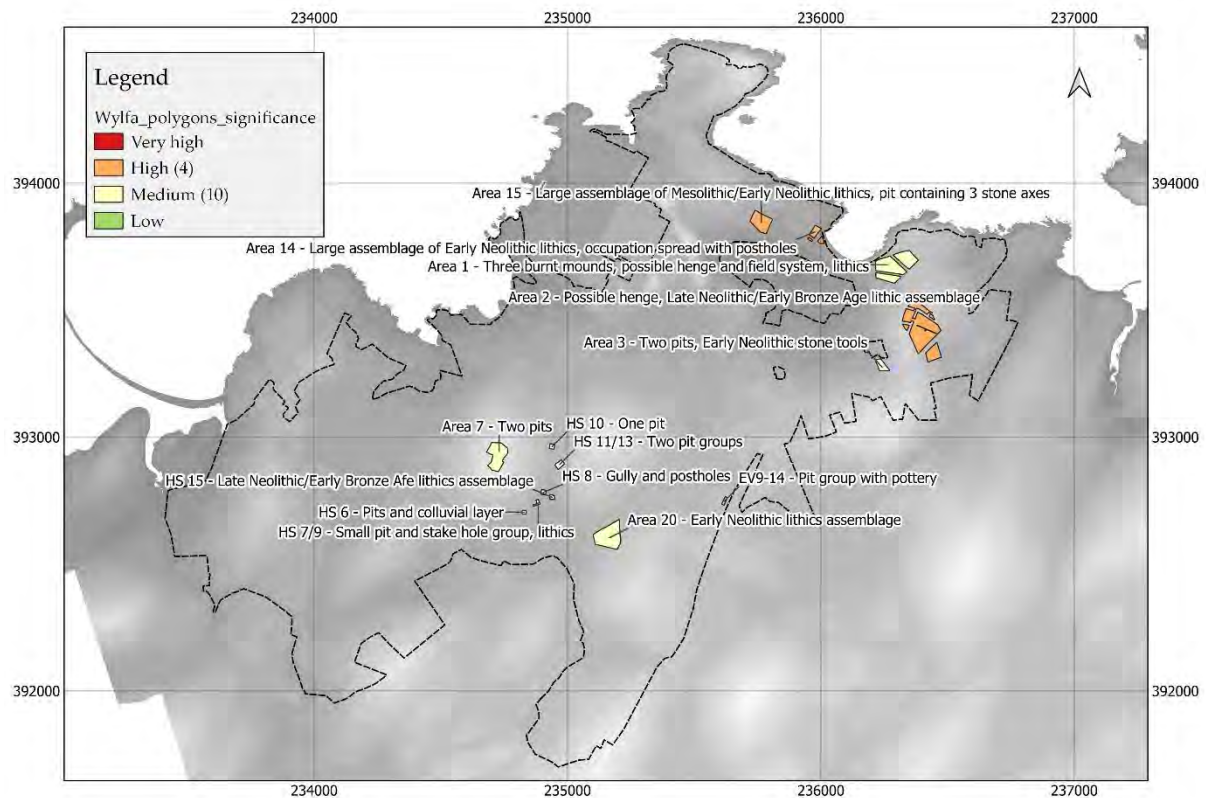 234000 235000 236000 237000
Legend
Wylfa_polygons_significance
Very high
High (4)
Medium (10)
Low
394000 394000
Area 15 - Large assemblage of Mesolithic/Early Neolithic lithics, pit containing 3 stone axes
Area 14 - Large assemblage of Early Neolithic lithics, occupation spread with postholes
Area 1 - Three burnt mounds, possible henge and field system, lithics
Area 2 - Possible henge, Late Neolithic/Early Bronze Age lithic assemblage
Area 3 - Two pits, Early Neolithic stone tools
393000 393000
Area 7 - Two pits
HS 10 - One pit
HS 11/13 - Two pit groups
HS 8 - Gully and postholes
EV9-14 - Pit group with pottery
HS 15 - Late Neolithic/Early Bronze Afe lithics assemblage
HS 6 - Pits and colluvial layer
Area 20 - Early Neolithic lithics assemblage
HS 7/9 - Small pit and stake hole group, lithics
392000 392000
234000 235000 236000 237000